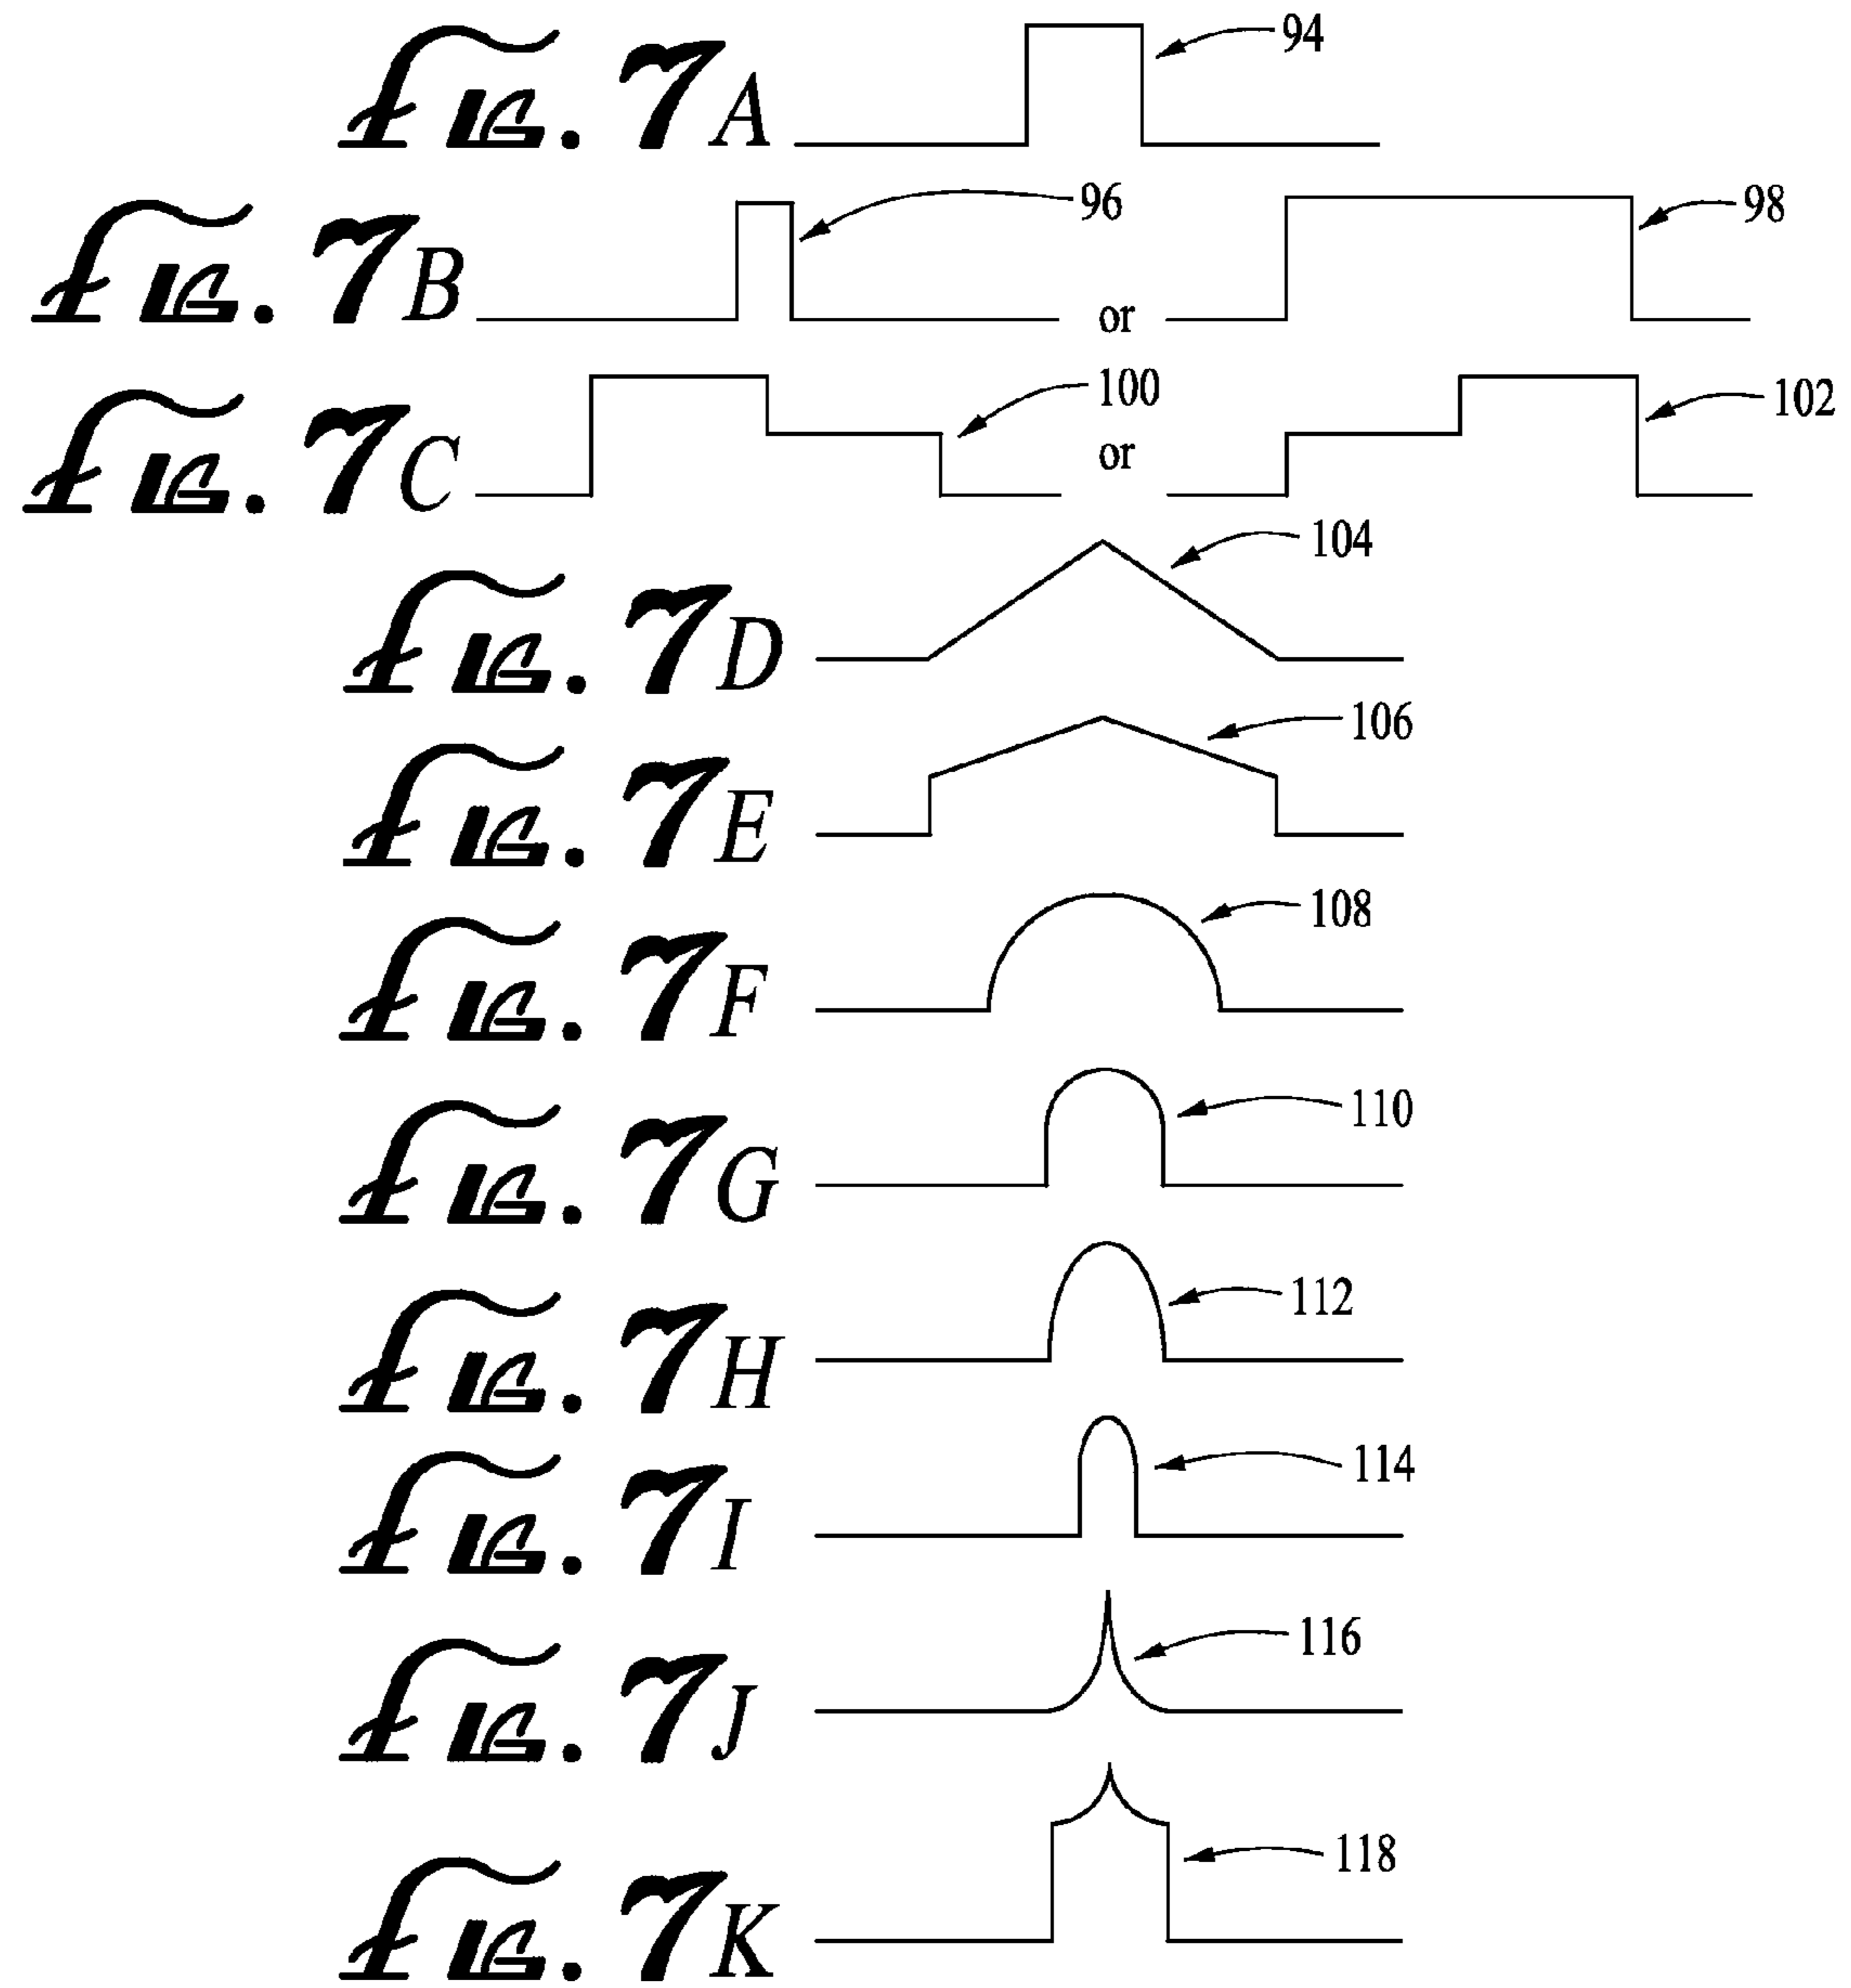 Fig. 7A 94
Fig. 7B 96 or 98
Fig. 7C 100 or 102
Fig. 7D 104
Fig. 7E 106
Fig. 7F 108
Fig. 7G 110
Fig. 7H 112
Fig. 7I 114
Fig. 7J 116
Fig. 7K 118